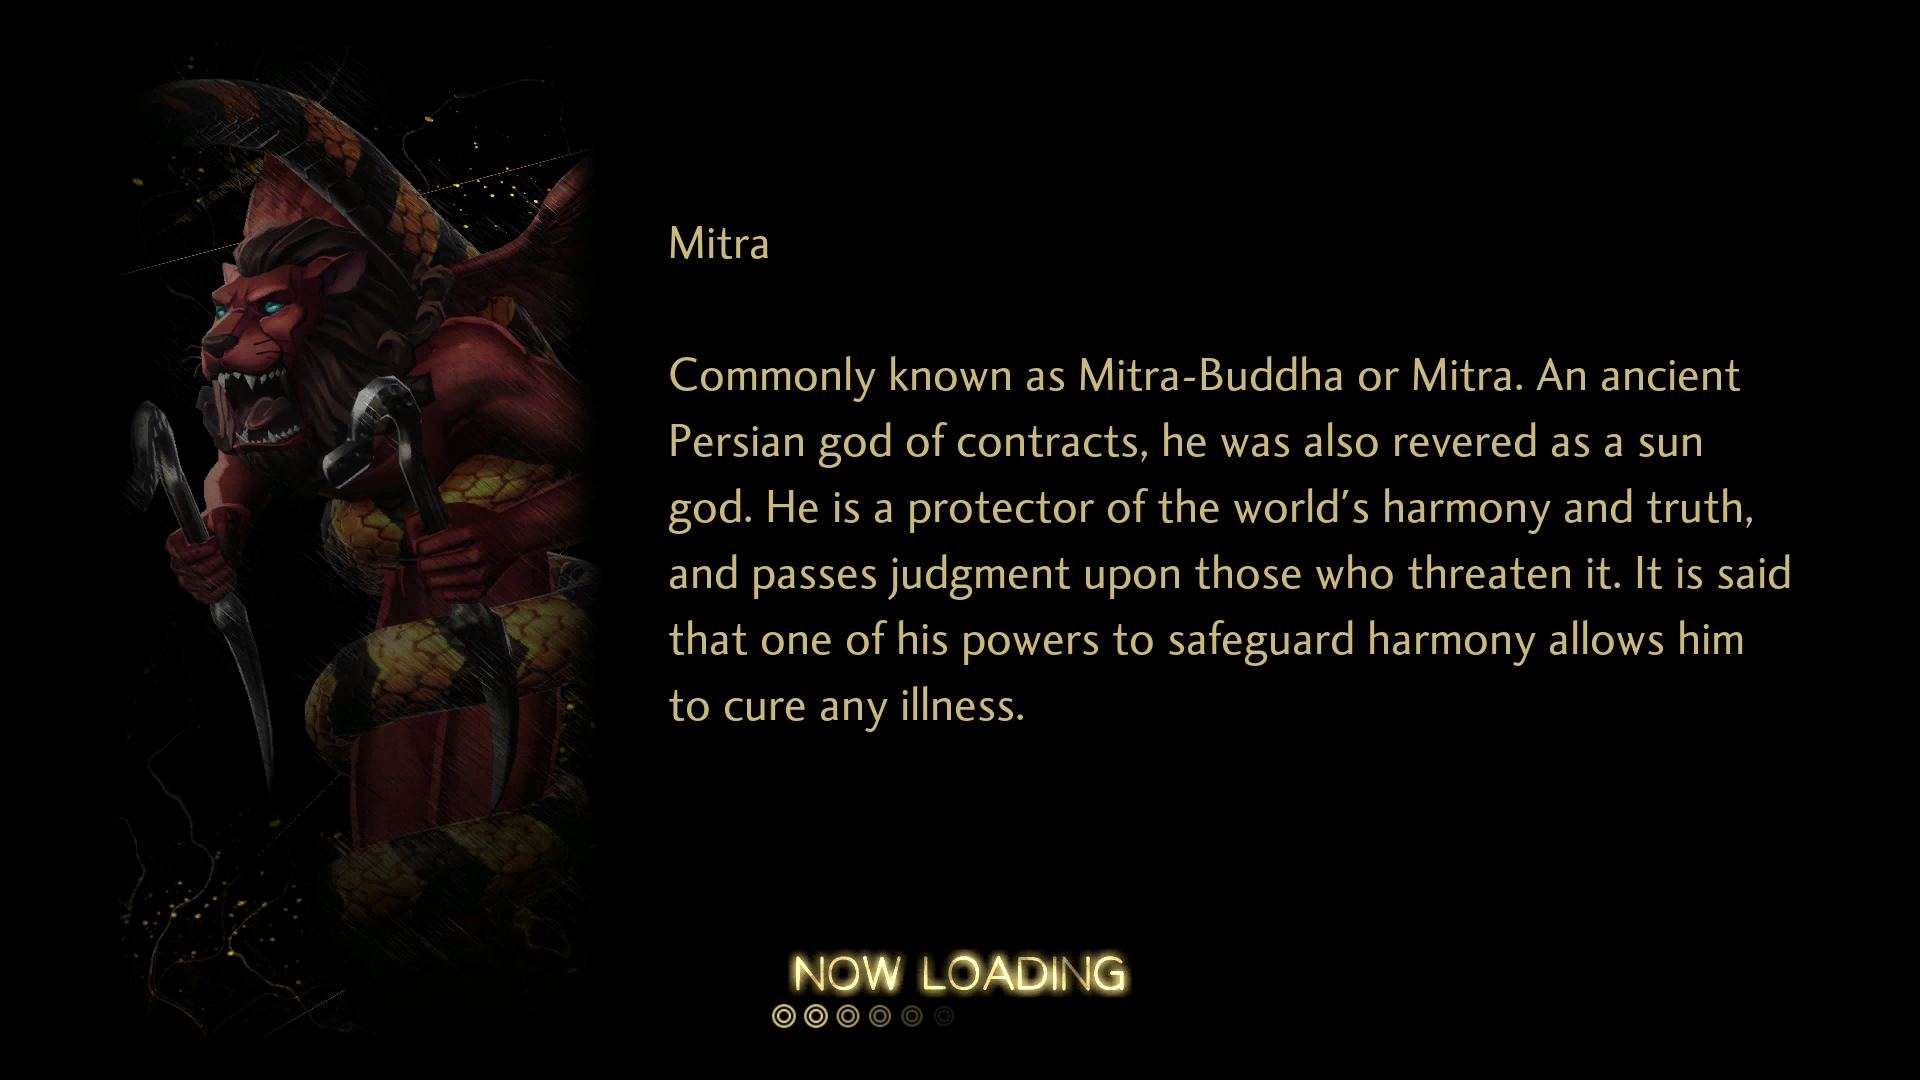 Mitra
Commonly known as Mitra-Buddha or Mitra. An ancient
Persian god of contracts, he was also revered as a sun
god. He is a protector of the world's harmony and truth,
and passes judgment upon those who threaten it. It is said
that one of his powers to safeguard harmony allows him
to cure any illness.
NOW LOADING